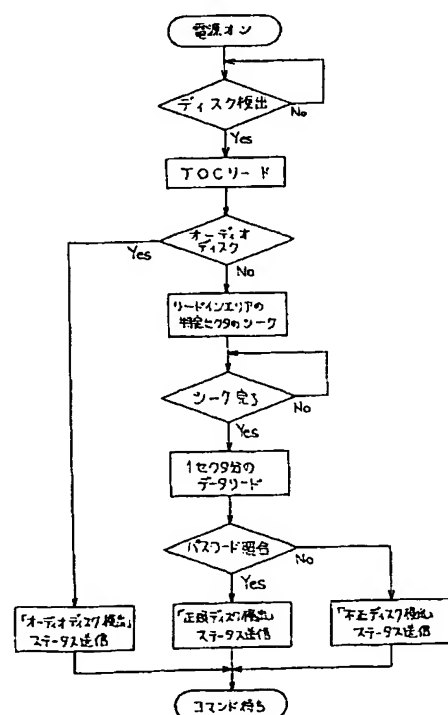 電源オン
ディスク検出
No
Yes
TOCリード
オーディオ
ディスク
Yes
No
リードインエリアの
特定セクタのシーク
シーク完了
No
Yes
1セクタ分の
データリード
パスワード照合
No
Yes
「オーディオディスク検出」
ステータス送信
「正規ディスク検出」
ステータス送信
「不正ディスク検出」
ステータス送信
コマンド待ち